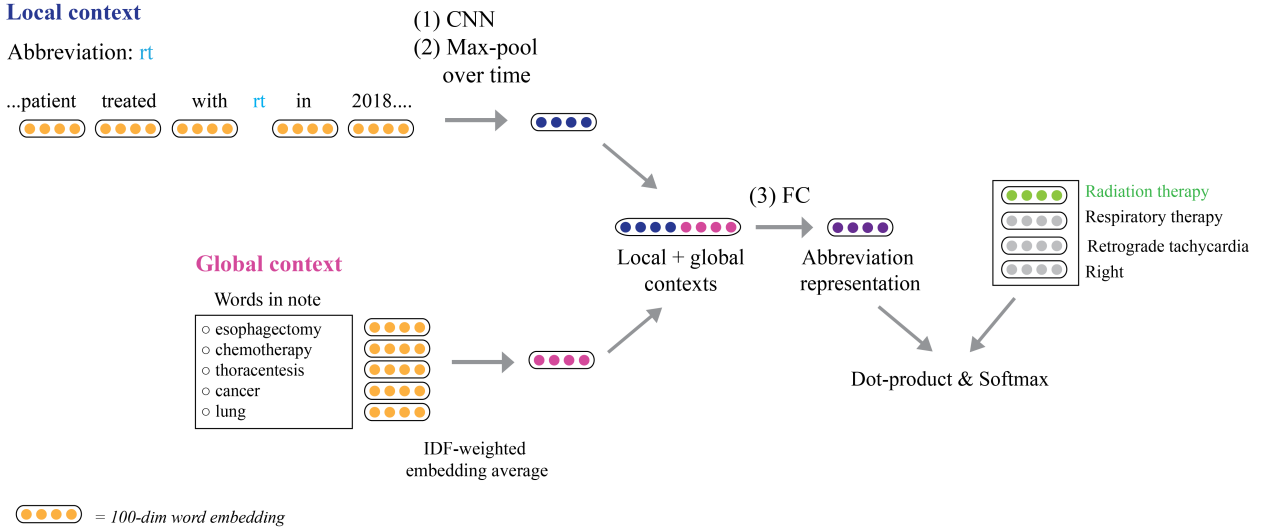 Local context
Abbreviation: rt
...patient treated with rt in 2018....
(1) CNN
(2) Max-pool
over time
(3) FC
Local + global
contexts
Abbreviation
representation
Radiation therapy
Respiratory therapy
Retrograde tachycardia
Right
Dot-product & Softmax
Global context
Words in note
○ esophagectomy
○ chemotherapy
○ thoracentesis
○ cancer
○ lung
IDF-weighted
embedding average
= 100-dim word embedding